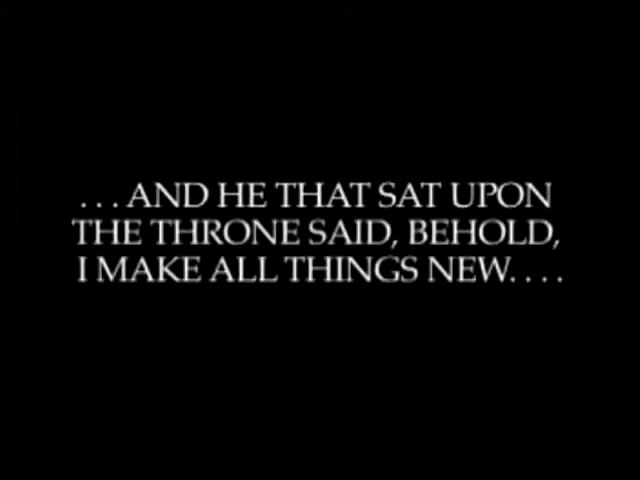 . . . AND HE THAT SAT UPON
THE THRONE SAID, BEHOLD,
I MAKE ALL THINGS NEW. . . .